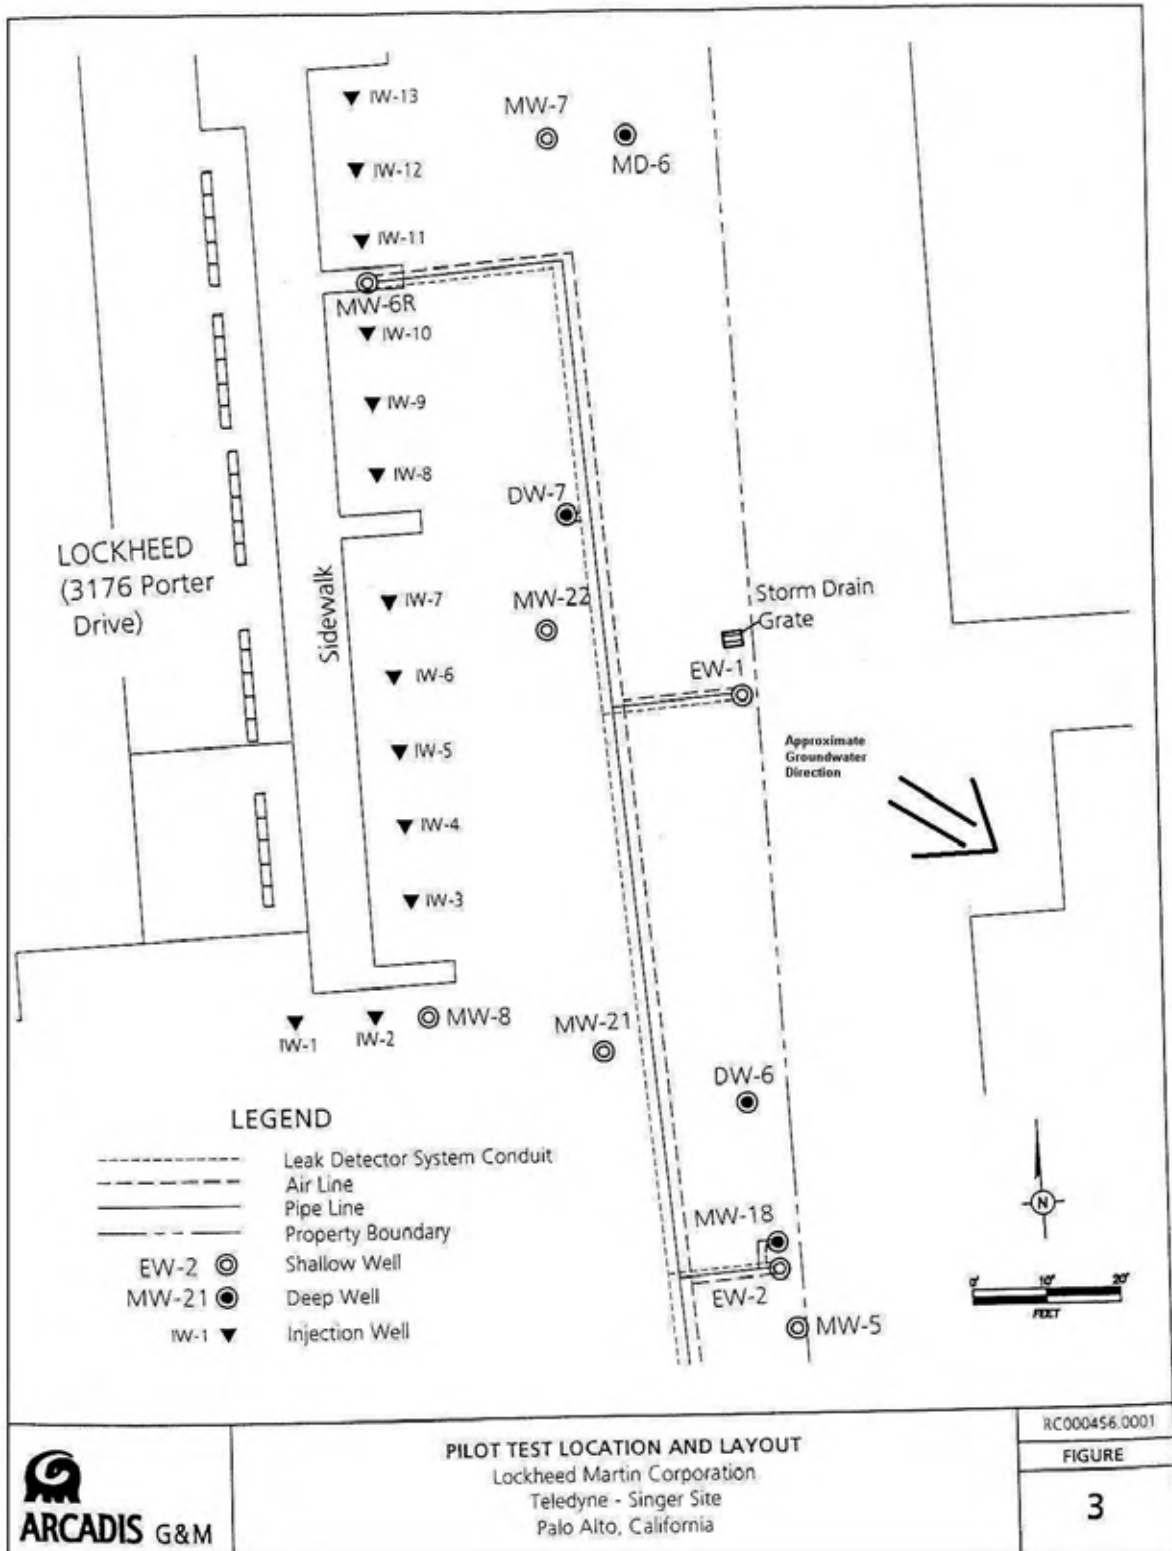 IW-13
MW-7
MD-6
IW-12
IW-11
MW-6R
IW-10
IW-9
IW-8
DW-7
LOCKHEED
(3176 Porter
Drive)
Sidewalk
IW-7
MW-22
Storm Drain
Grate
IW-6
EW-1
IW-5
Approximate
Groundwater
Direction
IW-4
IW-3
IW-1
IW-2
MW-8
MW-21
DW-6
LEGEND
Leak Detector System Conduit
Air Line
Pipe Line
Property Boundary
EW-2 Shallow Well
MW-21 Deep Well
IW-1 Injection Well
MW-18
EW-2
MW-5
N
0' 10' 20'
FEET
ARCADIS G&M
PILOT TEST LOCATION AND LAYOUT
Lockheed Martin Corporation
Teledyne - Singer Site
Palo Alto, California
RC000456.0001
FIGURE
3